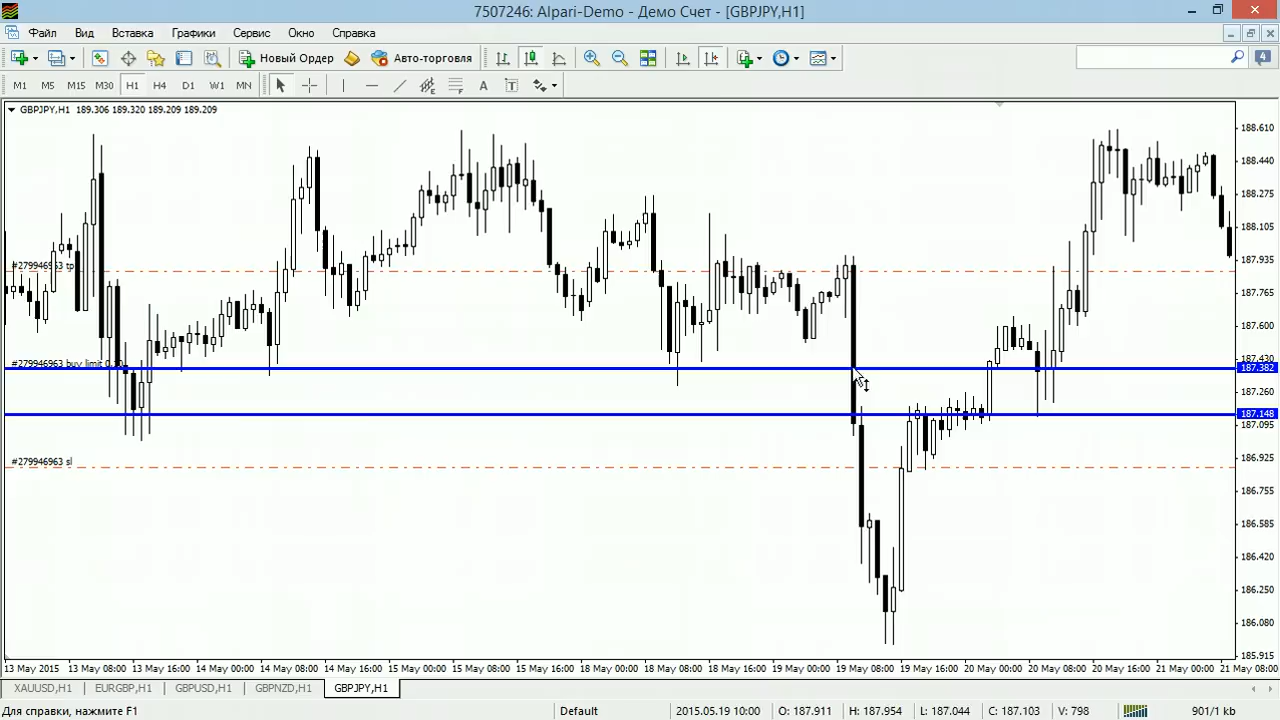 7507246: Alpari-Demo - Демо Счет - [GBPJPY,H1]
Файл Вид Вставка Графики Сервис Окно Справка
Новый Ордер Авто-торговля 4
M1 M5 M15 M30 H1 H4 D1 W1 MN A T
GBPJPY,H1 189.306 189.320 189.209 189.209
188.610
188.440
188.275
188.105
187.935
#279946963 tp
187.765
187.600
187.430
#279946963 buy limit 0.10
187.382
187.260
187.148
187.095
#279946963 sl
186.925
186.755
186.585
186.420
186.250
186.080
185.915
13 May 2015 13 May 08:00 13 May 16:00 14 May 00:00 14 May 08:00 14 May 16:00 15 May 00:00 15 May 08:00 15 May 16:00 18 May 00:00 18 May 08:00 18 May 16:00 19 May 00:00 19 May 08:00 19 May 16:00 20 May 00:00 20 May 08:00 20 May 16:00 21 May 00:00 21 May 08:00
XAUUSD,H1 EURGBP,H1 GBPUSD,H1 GBPNZD,H1 GBPJPY,H1
Для справки, нажмите F1 Default 2015.05.19 10:00 O: 187.911 H: 187.954 L: 187.044 C: 187.103 V: 798 901/1 kb